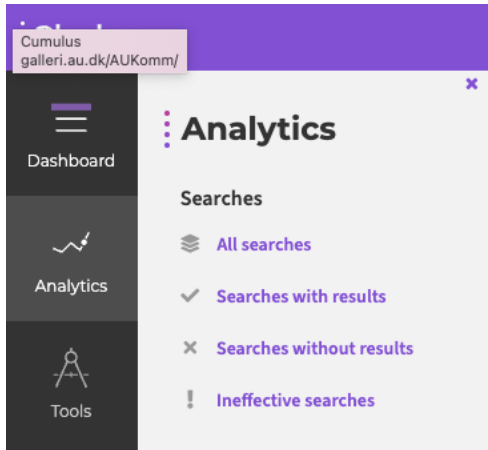 Cumulus
galleri.au.dk/AUKomm/
Dashboard
Analytics
Tools
Analytics
Searches
All searches
Searches with results
Searches without results
Ineffective searches